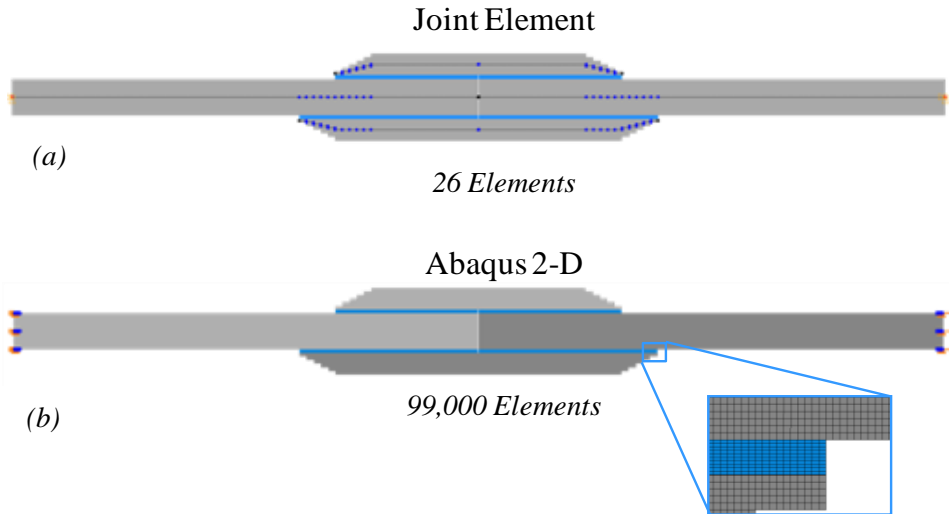 Joint Element
(a)
26 Elements
Abaqus 2-D
(b)
99,000 Elements